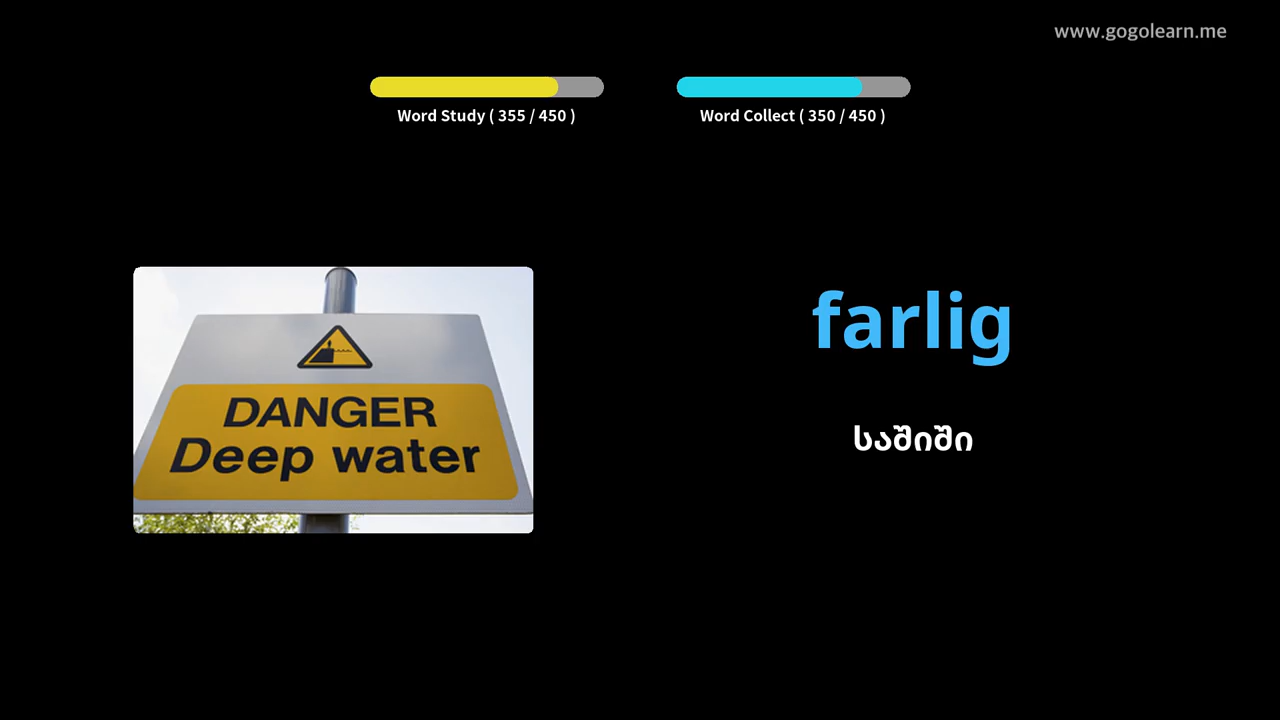 www.gogolearn.me
Word Study ( 355 / 450 )
Word Collect ( 350 / 450 )
DANGER
Deep water
farlig
საშიში